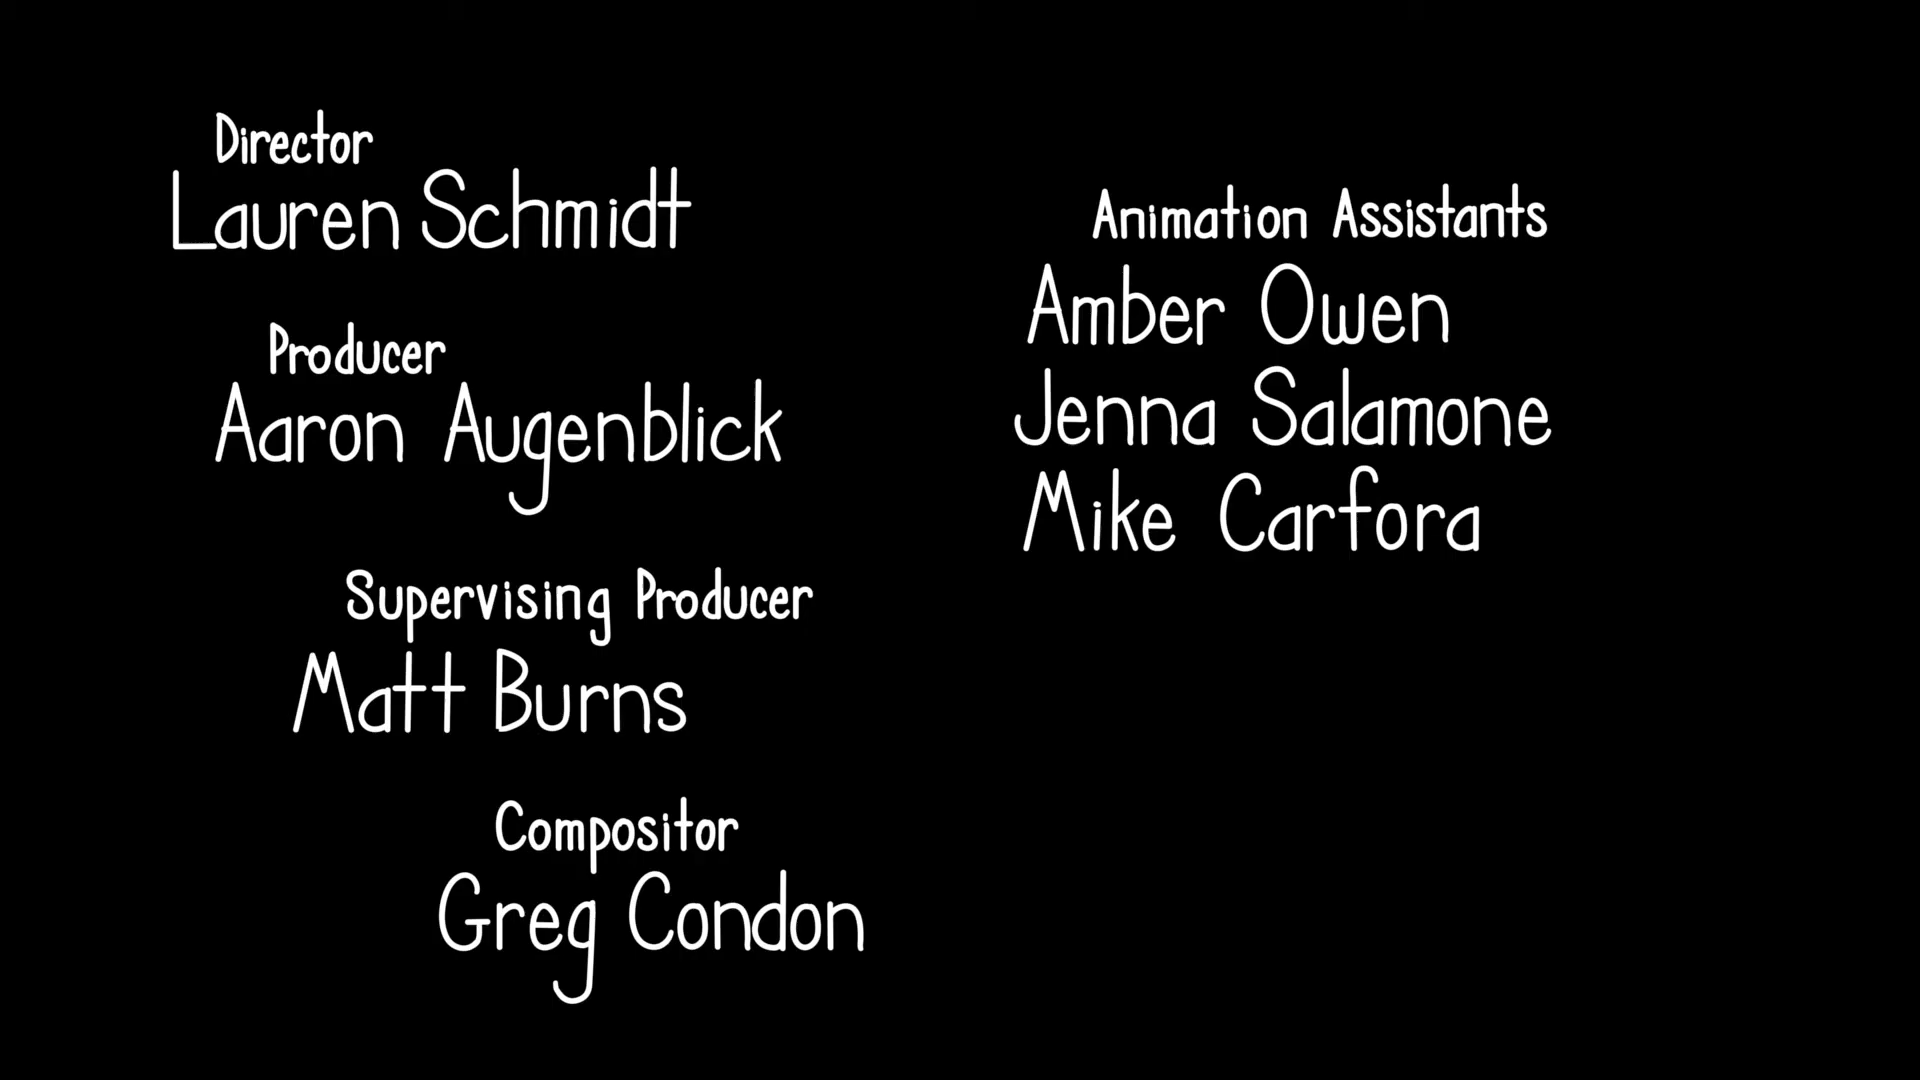 Director
Lauren Schmidt
Producer
Aaron Augenblick
Supervising Producer
Matt Burns
Compositor
Greg Condon
Animation Assistants
Amber Owen
Jenna Salamone
Mike Carfora